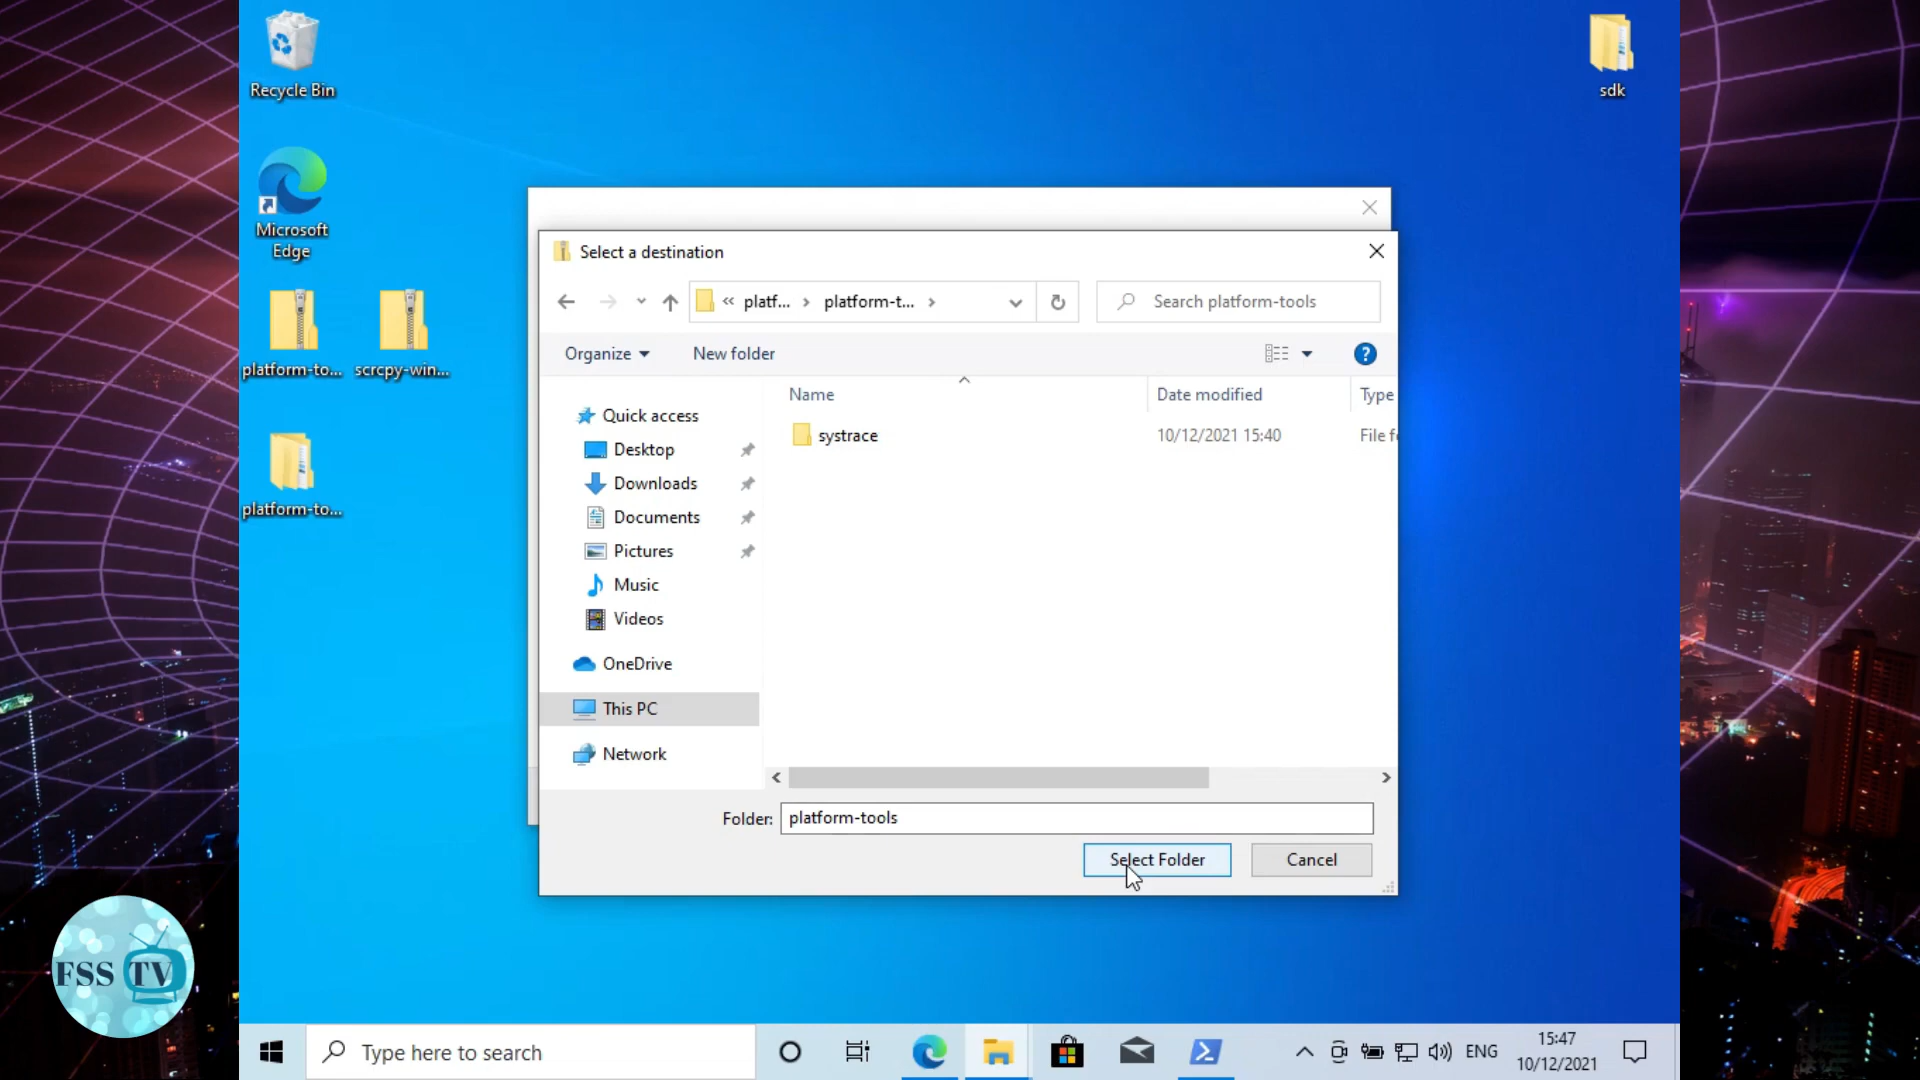 Recycle Bin
sdk
Microsoft
Edge
platform-to...
scrcpy-win...
platform-to...
Select a destination
« platf... > platform-t... >
Search platform-tools
Organize
New folder
?
Name
Date modified
Type
Quick access
Desktop
Downloads
Documents
Pictures
Music
Videos
OneDrive
This PC
Network
systrace
10/12/2021 15:40
File f
Folder:
platform-tools
Select Folder
Cancel
FSS TV
Type here to search
ENG
15:47
10/12/2021